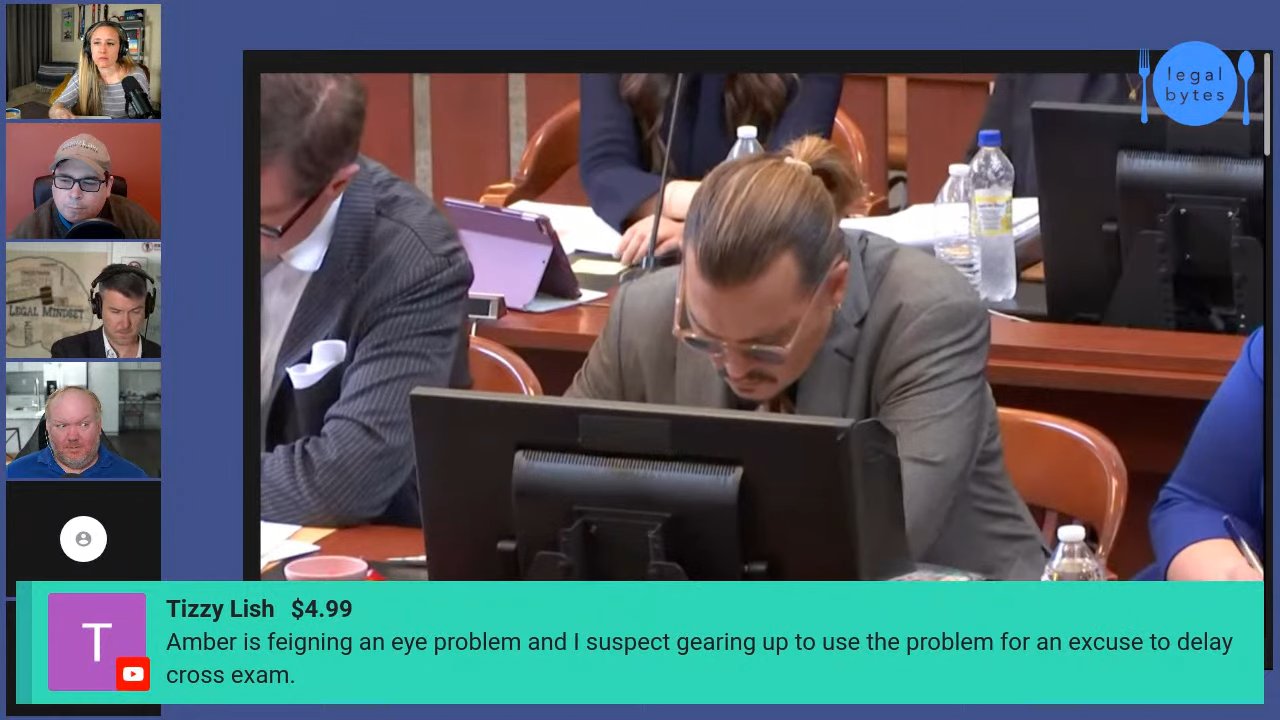 legal
bytes
LEGAL MINDSET
T
Tizzy Lish $4.99
Amber is feigning an eye problem and I suspect gearing up to use the problem for an excuse to delay
cross exam.